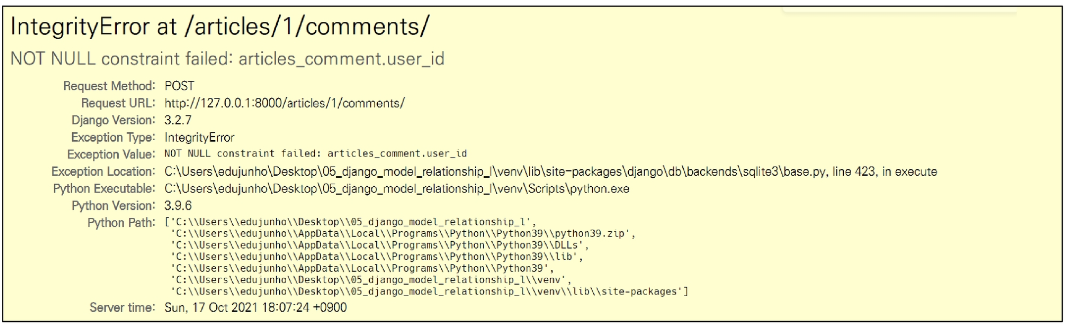 IntegrityError at /articles/1/comments/
NOT NULL constraint failed: articles_comment.user_id
Request Method: POST
Request URL: http://127.0.0.1:8000/articles/1/comments/
Django Version: 3.2.7
Exception Type: IntegrityError
Exception Value: NOT NULL constraint failed: articles_comment.user_id
Exception Location: C:\Users\edujunho\Desktop\05_django_model_relationship_I\venv\lib\site-packages\django\db\backends\sqlite3\base.py, line 423, in execute
Python Executable: C:\Users\edujunho\Desktop\05_django_model_relationship_I\venv\Scripts\python.exe
Python Version: 3.9.6
Python Path: ['C:\\Users\\edujunho\\Desktop\\05_django_model_relationship_l',
'C:\\Users\\edujunho\\AppData\\Local\\Programs\\Python\\Python39\\python39.zip',
'C:\\Users\\edujunho\\AppData\\Local\\Programs\\Python\\Python39\\DLLs',
'C:\\Users\\edujunho\\AppData\\Local\\Programs\\Python\\Python39\\lib',
'C:\\Users\\edujunho\\AppData\\Local\\Programs\\Python\\Python39',
'C:\\Users\\edujunho\\Desktop\\05_django_model_relationship_l\\venv',
'C:\\Users\\edujunho\\Desktop\\05_django_model_relationship_l\\venv\\lib\\site-packages']
Server time: Sun, 17 Oct 2021 18:07:24 +0900